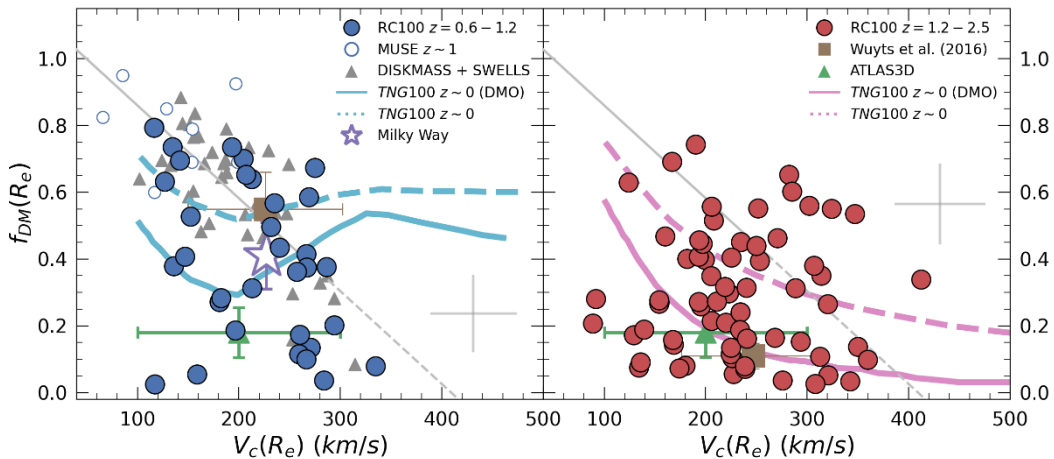 RC100 z=0.6−1.2
MUSE z~1
DISKMASS + SWELLS
TNG100 z~0 (DMO)
TNG100 z~0
Milky Way
RC100 z=1.2−2.5
Wuyts et al. (2016)
ATLAS3D
TNG100 z~0 (DMO)
TNG100 z~0
f_DM(R_e)
1.0
0.8
0.6
0.4
0.2
0.0
1.0
0.8
0.6
0.4
0.2
0.0
100 200 300 400 500
100 200 300 400 500
V_c(R_e) (km/s)
V_c(R_e) (km/s)